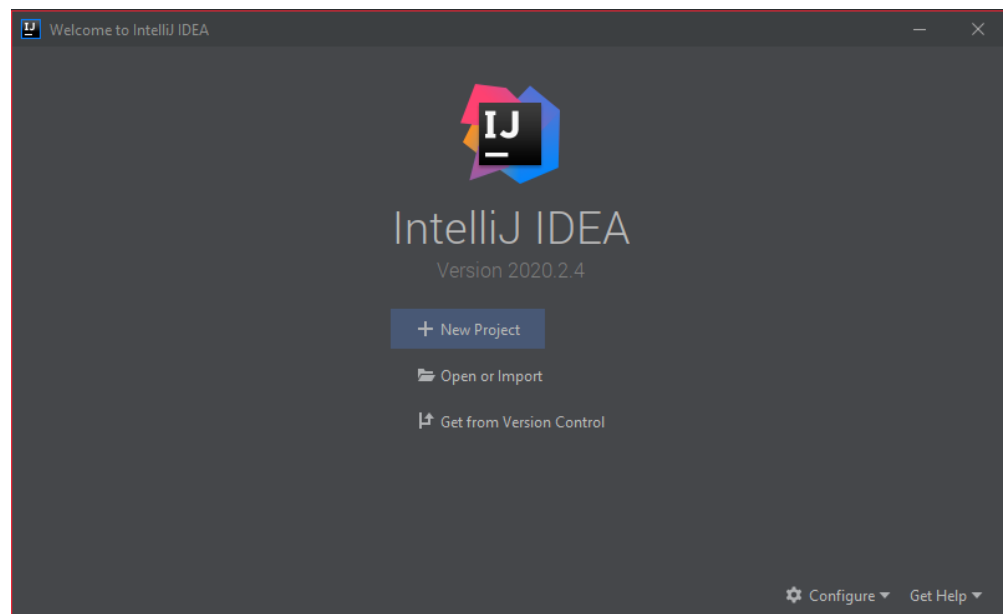 Welcome to IntelliJ IDEA
IJ
IntelliJ IDEA
Version 2020.2.4
New Project
Open or Import
Get from Version Control
Configure Get Help